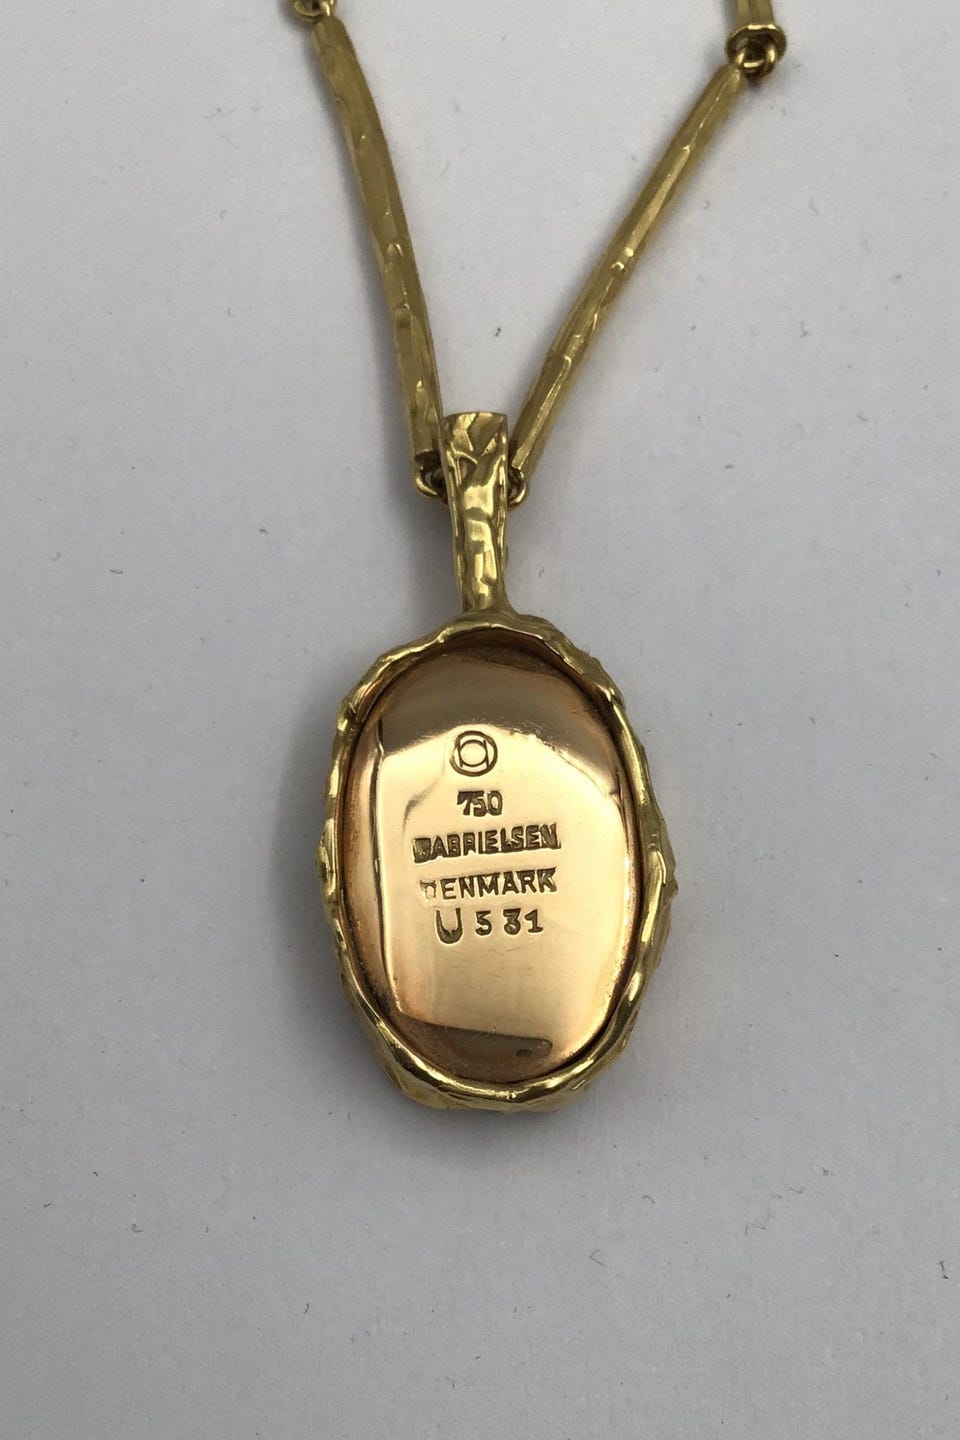 750
GABRIELSEN
DENMARK
U 531